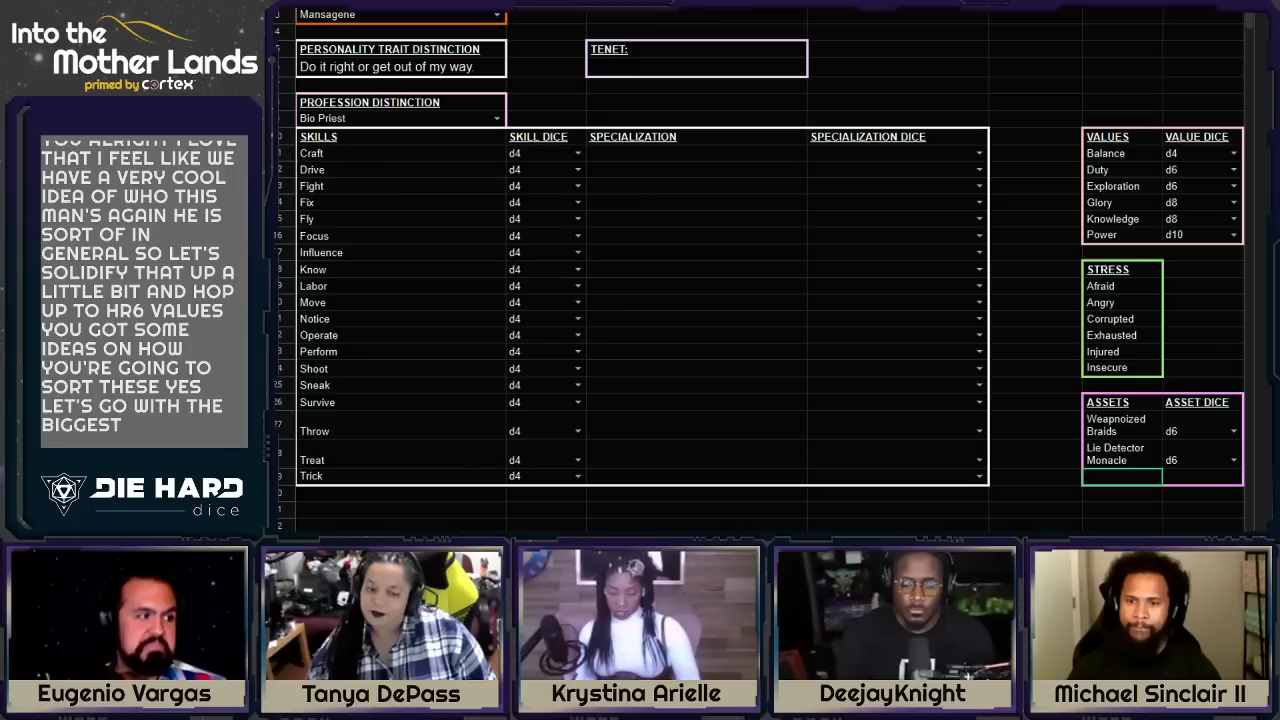 Into the
Mother Lands
primed by cortex
YOU ALRIGHT I LOVE
THAT I FEEL LIKE WE
HAVE A VERY COOL
IDEA OF WHO THIS
MAN'S AGAIN HE IS
SORT OF IN
GENERAL SO LET'S
SOLIDIFY THAT UP A
LITTLE BIT AND HOP
UP TO HR6 VALUES
YOU GOT SOME
IDEAS ON HOW
YOU'RE GOING TO
SORT THESE YES
LET'S GO WITH THE
BIGGEST
DIE HARD
dice
Mansagene
PERSONALITY TRAIT DISTINCTION
Do it right or get out of my way.
TENET:
PROFESSION DISTINCTION
Bio Priest
SKILLS SKILL DICE SPECIALIZATION SPECIALIZATION DICE
Craft d4
Drive d4
Fight d4
Fix d4
Fly d4
Focus d4
Influence d4
Know d4
Labor d4
Move d4
Notice d4
Operate d4
Perform d4
Shoot d4
Sneak d4
Survive d4
Throw d4
Treat d4
Trick d4
VALUES VALUE DICE
Balance d4
Duty d6
Exploration d6
Glory d8
Knowledge d8
Power d10
STRESS
Afraid
Angry
Corrupted
Exhausted
Injured
Insecure
ASSETS ASSET DICE
Weapnoized
Braids d6
Lie Detector
Monacle d6
Eugenio Vargas
Tanya DePass
Krystina Arielle
DeejayKnight
Michael Sinclair II